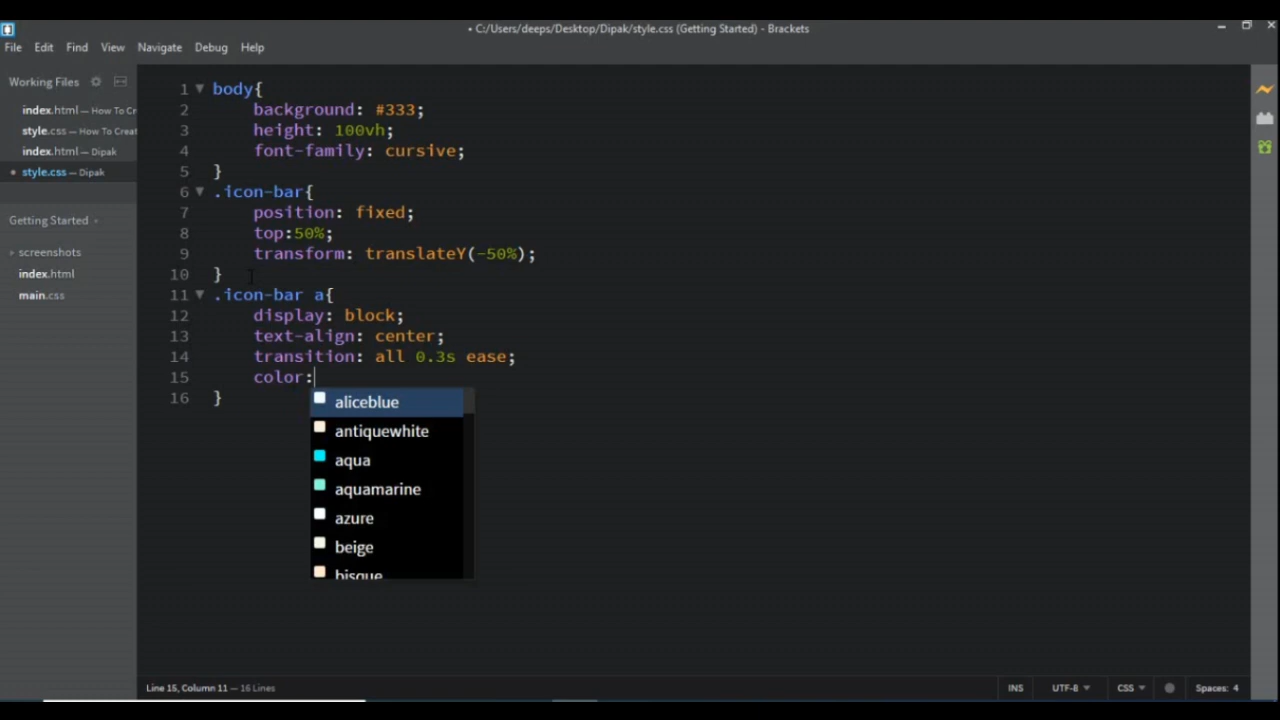 • C:/Users/deeps/Desktop/Dipak/style.css (Getting Started) - Brackets
File Edit Find View Navigate Debug Help
Working Files
index.html — How To Cr
style.css — How To Creat
index.html — Dipak
• style.css — Dipak
Getting Started
screenshots
index.html
main.css
1 body{
2 background: #333;
3 height: 100vh;
4 font-family: cursive;
5 }
6 .icon-bar{
7 position: fixed;
8 top:50%;
9 transform: translateY(-50%);
10 }
11 .icon-bar a{
12 display: block;
13 text-align: center;
14 transition: all 0.3s ease;
15 color:
16 }
aliceblue
antiquewhite
aqua
aquamarine
azure
beige
bisque
Line 15, Column 11 — 16 Lines
INS UTF-8 CSS Spaces: 4